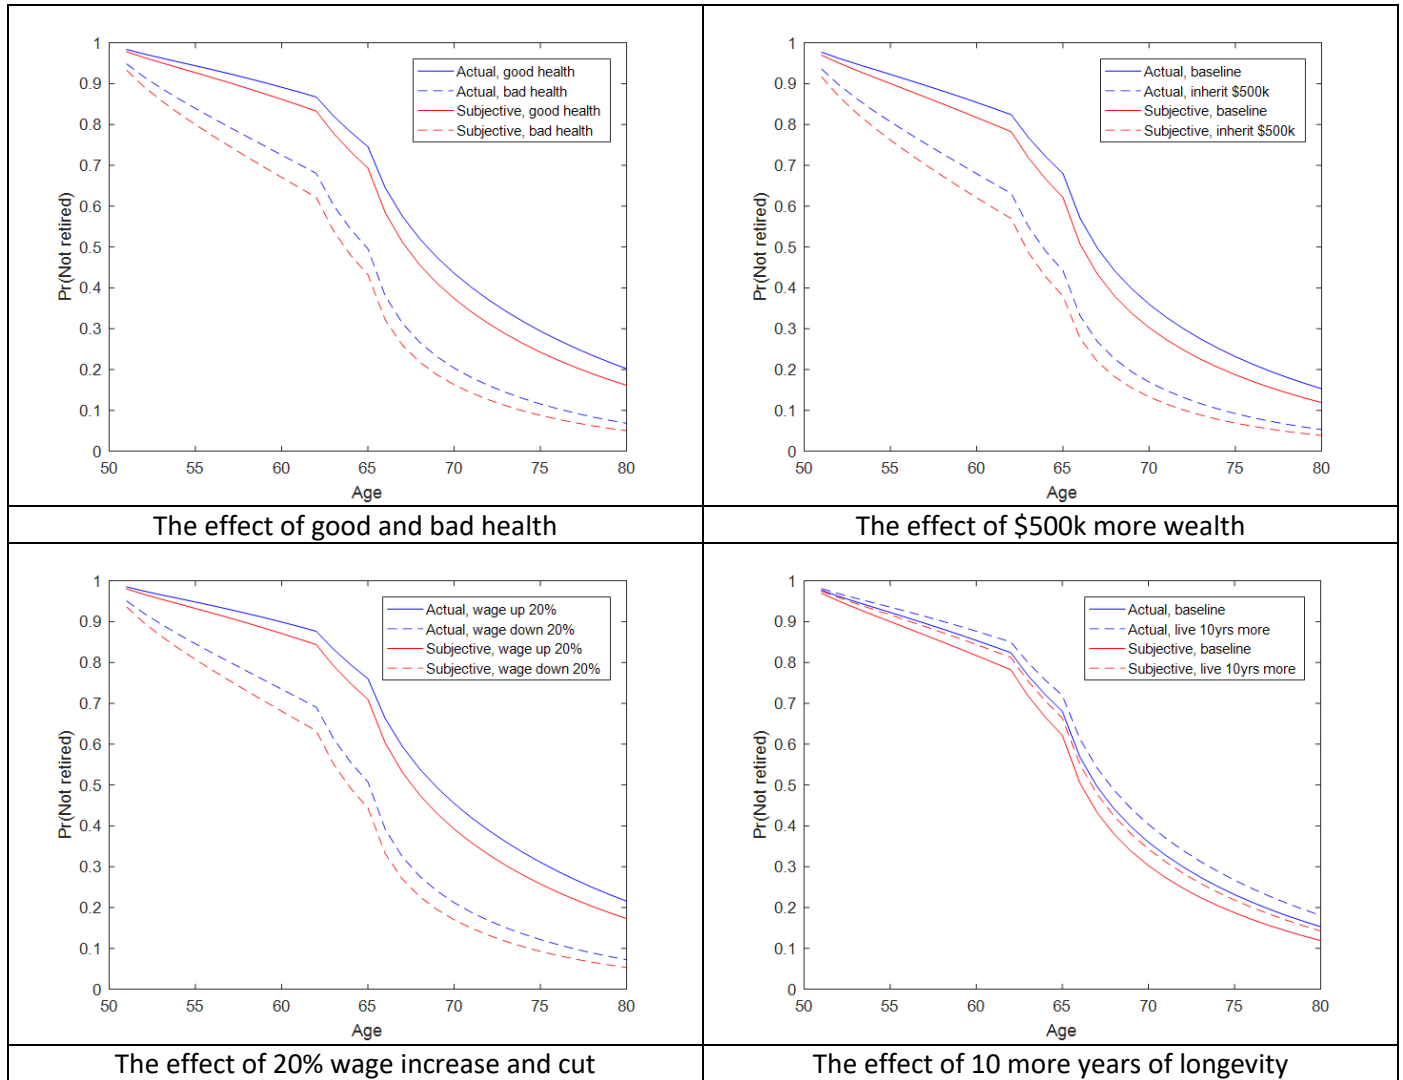 1
0.9
0.8
0.7
0.6
0.5
0.4
0.3
0.2
0.1
0
Pr(Not retired)
50 55 60 65 70 75 80
Age
Actual, good health
Actual, bad health
Subjective, good health
Subjective, bad health
The effect of good and bad health
1
0.9
0.8
0.7
0.6
0.5
0.4
0.3
0.2
0.1
0
Pr(Not retired)
50 55 60 65 70 75 80
Age
Actual, baseline
Actual, inherit $500k
Subjective, baseline
Subjective, inherit $500k
The effect of $500k more wealth
1
0.9
0.8
0.7
0.6
0.5
0.4
0.3
0.2
0.1
0
Pr(Not retired)
50 55 60 65 70 75 80
Age
Actual, wage up 20%
Actual, wage down 20%
Subjective, wage up 20%
Subjective, wage down 20%
The effect of 20% wage increase and cut
1
0.9
0.8
0.7
0.6
0.5
0.4
0.3
0.2
0.1
0
Pr(Not retired)
50 55 60 65 70 75 80
Age
Actual, baseline
Actual, live 10yrs more
Subjective, baseline
Subjective, live 10yrs more
The effect of 10 more years of longevity